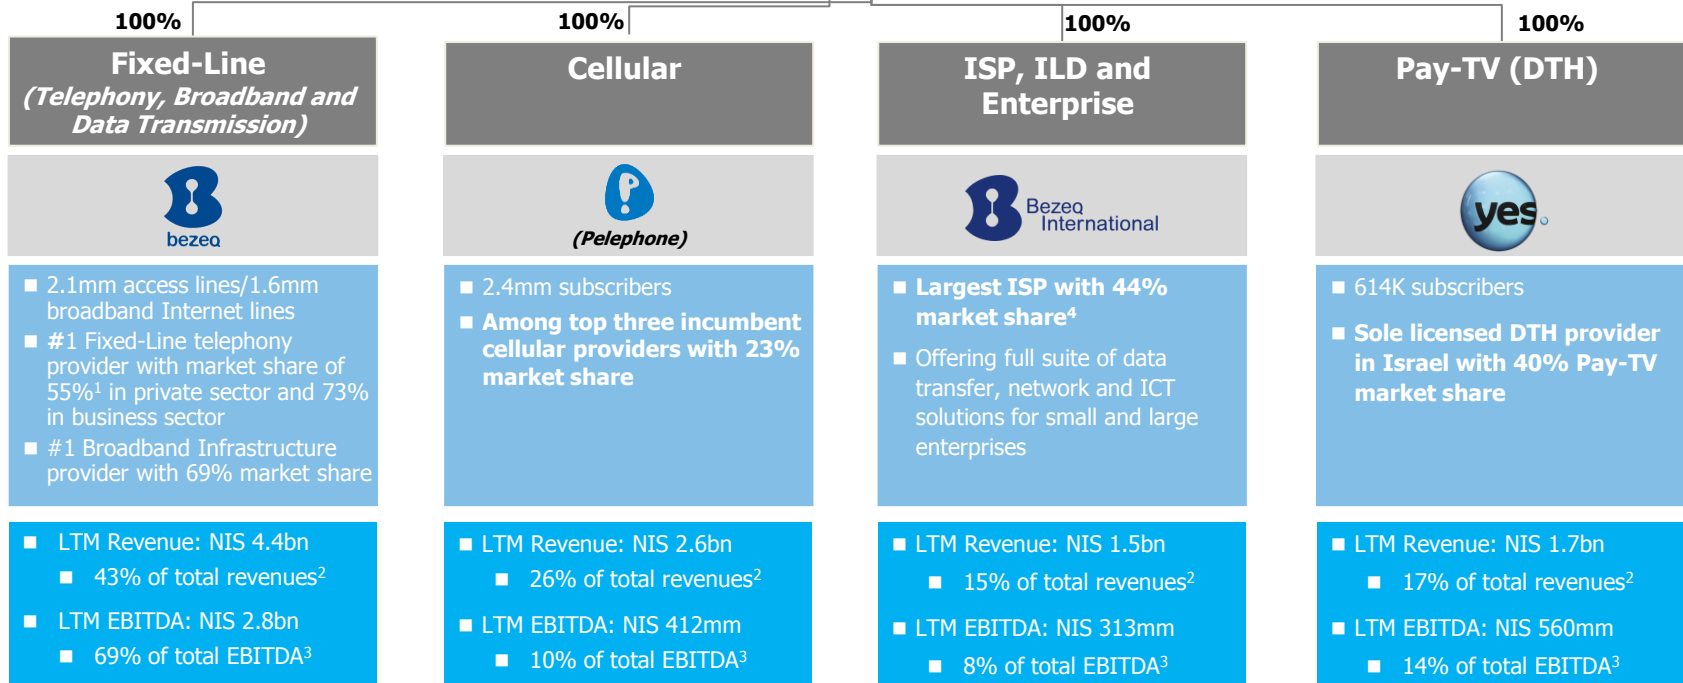 100%
Fixed-Line
(Telephony, Broadband and
Data Transmission)
bezeq
2.1mm access lines/1.6mm
broadband Internet lines
#1 Fixed-Line telephony
provider with market share of
55%1 in private sector and 73%
in business sector
#1 Broadband Infrastructure
provider with 69% market share
LTM Revenue: NIS 4.4bn
43% of total revenues2
LTM EBITDA: NIS 2.8bn
69% of total EBITDA3
100%
Cellular
(Pelephone)
2.4mm subscribers
Among top three incumbent
cellular providers with 23%
market share
LTM Revenue: NIS 2.6bn
26% of total revenues2
LTM EBITDA: NIS 412mm
10% of total EBITDA3
100%
ISP, ILD and
Enterprise
Bezeq
International
Largest ISP with 44%
market share4
Offering full suite of data
transfer, network and ICT
solutions for small and large
enterprises
LTM Revenue: NIS 1.5bn
15% of total revenues2
LTM EBITDA: NIS 313mm
8% of total EBITDA3
100%
Pay-TV (DTH)
yes
614K subscribers
Sole licensed DTH provider
in Israel with 40% Pay-TV
market share
LTM Revenue: NIS 1.7bn
17% of total revenues2
LTM EBITDA: NIS 560mm
14% of total EBITDA3